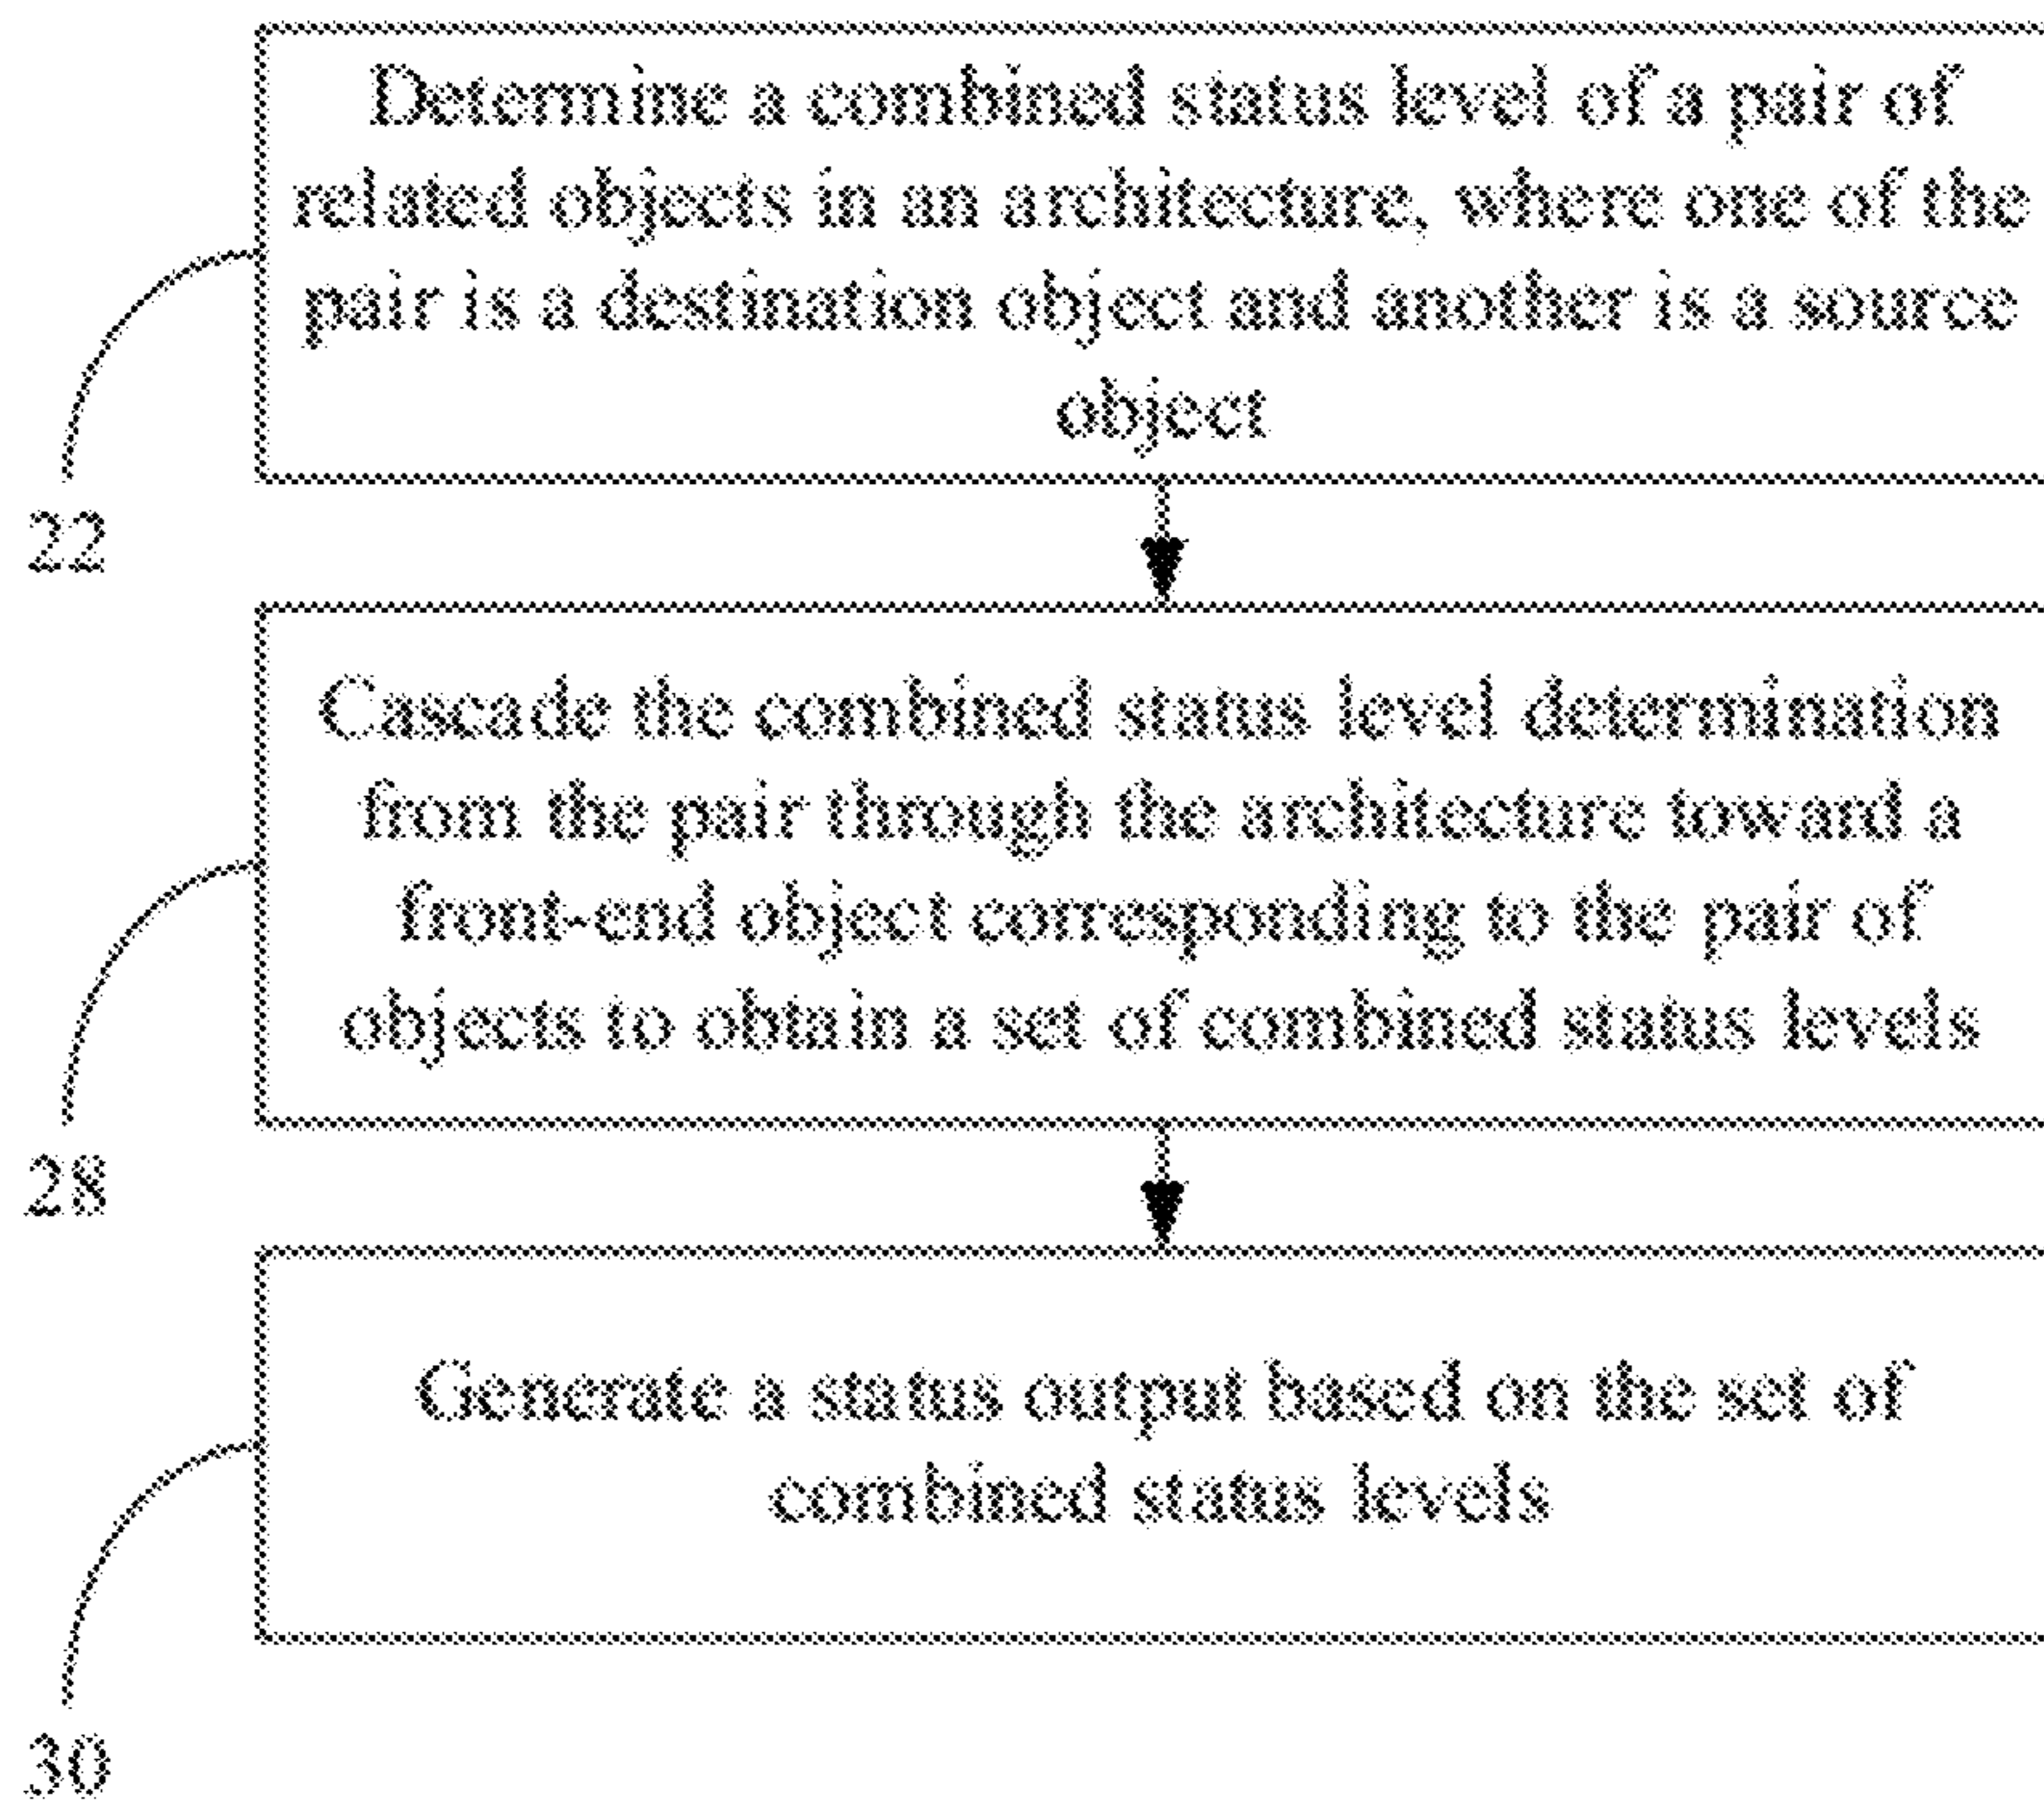 Determine a combined status level of a pair of
related objects in an architecture, where one of the
pair is a destination object and another is a source
object
22
Cascade the combined status level determination
from the pair through the architecture toward a
front-end object corresponding to the pair of
objects to obtain a set of combined status levels
28
Generate a status output based on the set of
combined status levels
30